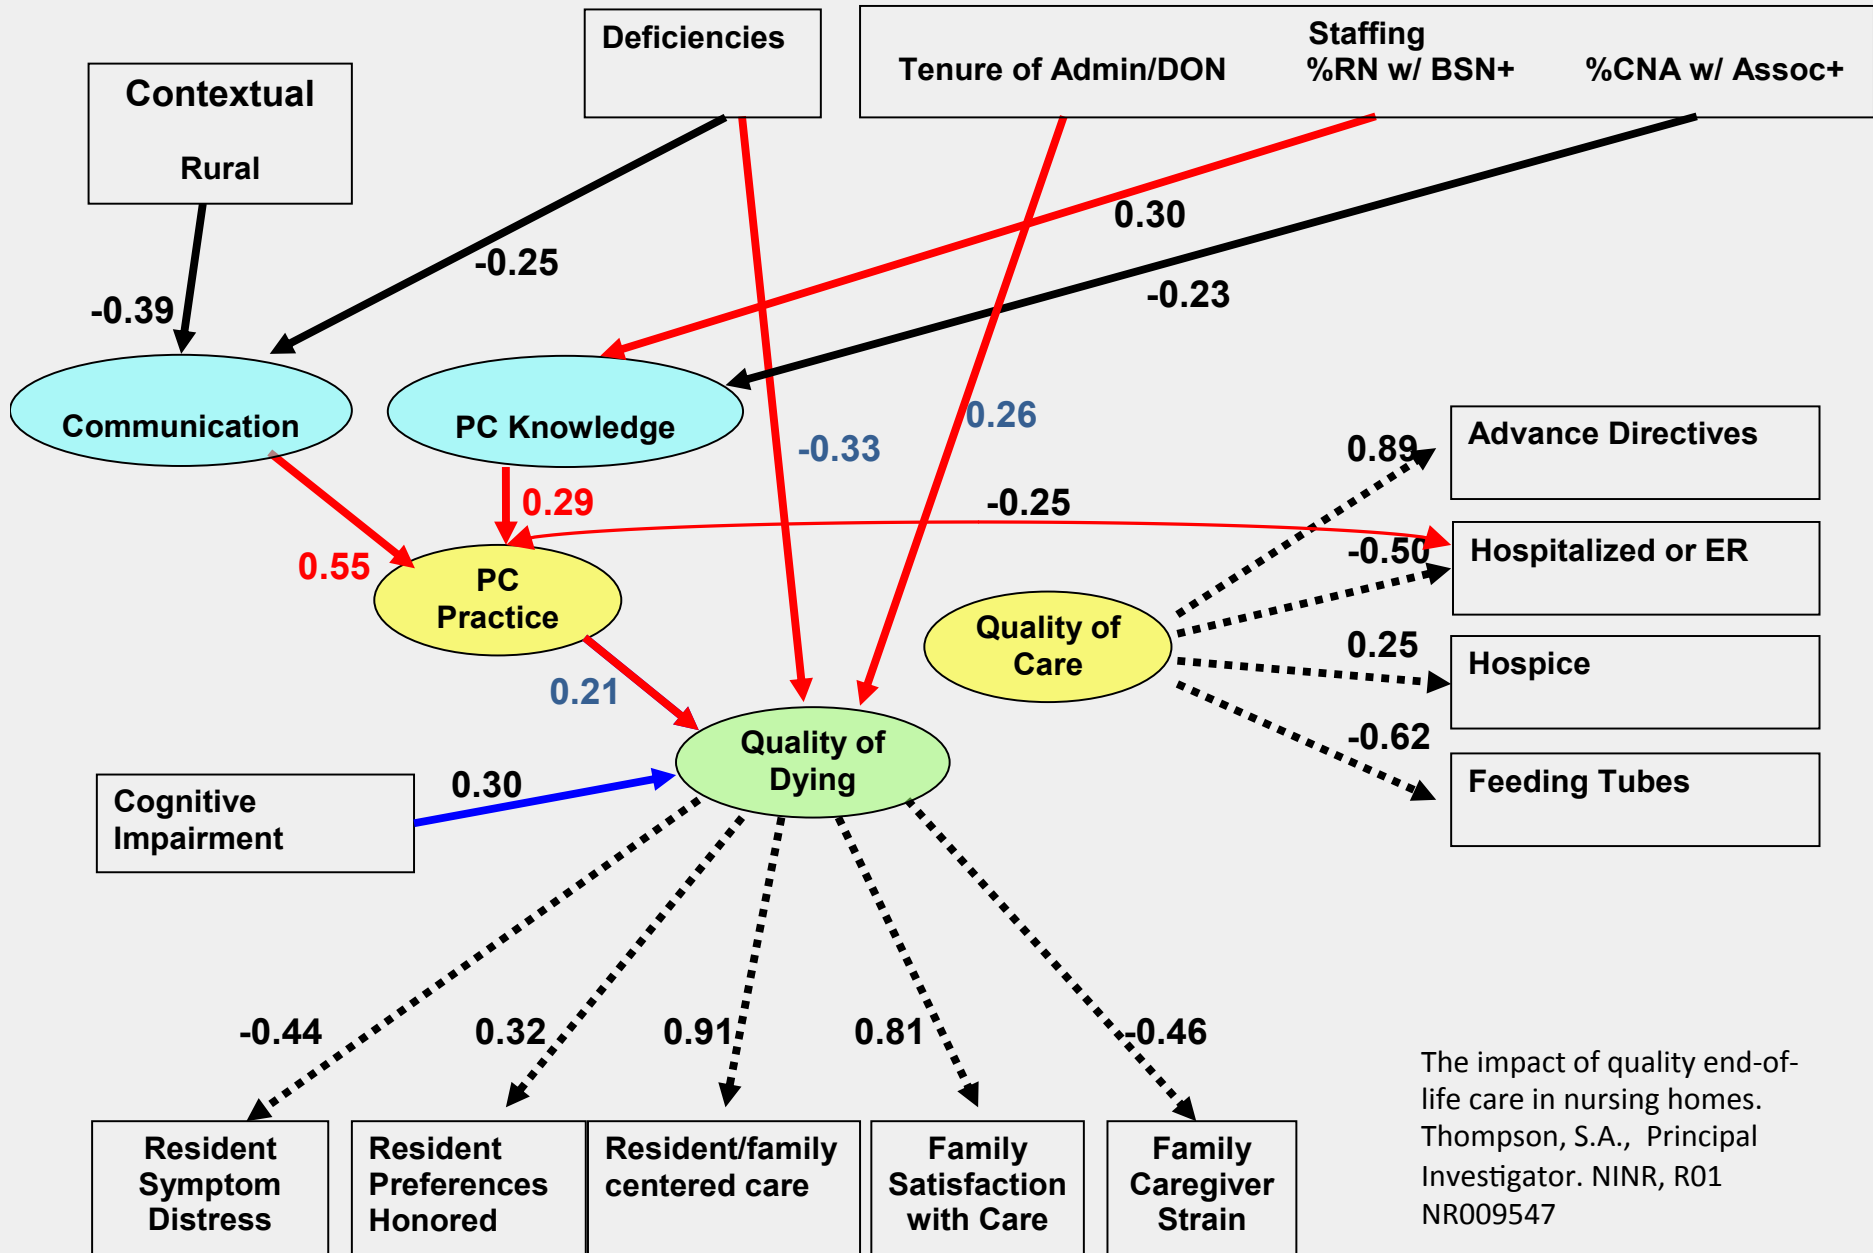 Deficiencies
Staffing
Tenure of Admin/DON %RN w/ BSN+ %CNA w/ Assoc+
Contextual
Rural
0.30
-0.25
-0.23
-0.39
Communication
PC Knowledge
0.26
-0.33
0.29
-0.25
0.55
PC
Practice
0.21
Quality of
Care
0.89
-0.50
0.25
-0.62
Advance Directives
Hospitalized or ER
Hospice
Feeding Tubes
Quality of
Dying
Cognitive
Impairment
0.30
-0.44
0.32
0.91
0.81
-0.46
Resident
Symptom
Distress
Resident
Preferences
Honored
Resident/family
centered care
Family
Satisfaction
with Care
Family
Caregiver
Strain
The impact of quality end-of-
life care in nursing homes.
Thompson, S.A., Principal
Investigator. NINR, R01
NR009547